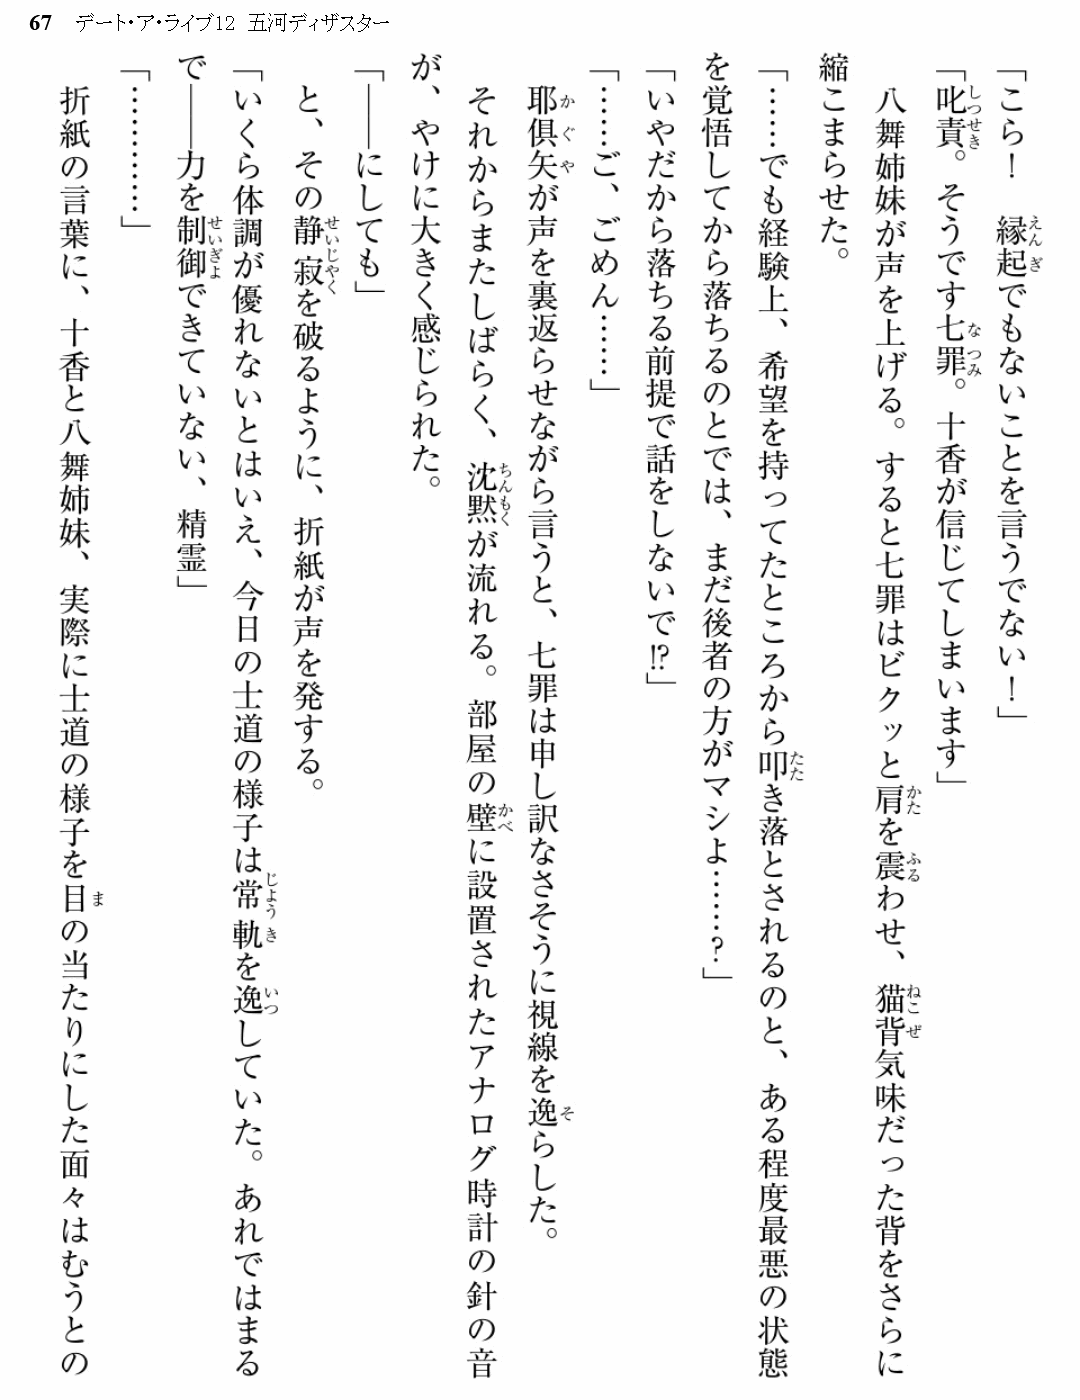 67 デート・ア・ライブ12 五河ディザスター
「こら！ 縁起でもないことを言うでない！」
「叱責。そうです七罪。十香が信じてしまいます」
八舞姉妹が声を上げる。すると七罪はビクッと肩を震わせ、猫背気味だった背をさらに
縮こまらせた。
「……でも経験上、希望を持ってたところから叩き落とされるのと、ある程度最悪の状態
を覚悟してから落ちるのとでは、まだ後者の方がマシよ……？」
「いやだから落ちる前提で話をしないで!?」
「……ご、ごめん……」
耶倶矢が声を裏返らせながら言うと、七罪は申し訳なさそうに視線を逸らした。
それからまたしばらく、沈黙が流れる。部屋の壁に設置されたアナログ時計の針の音
が、やけに大きく感じられた。
「――にしても」
と、その静寂を破るように、折紙が声を発する。
「いくら体調が優れないとはいえ、今日の士道の様子は常軌を逸していた。あれではまる
で――力を制御できていない、精霊」
「…………」
折紙の言葉に、十香と八舞姉妹、実際に士道の様子を目の当たりにした面々はむうとの